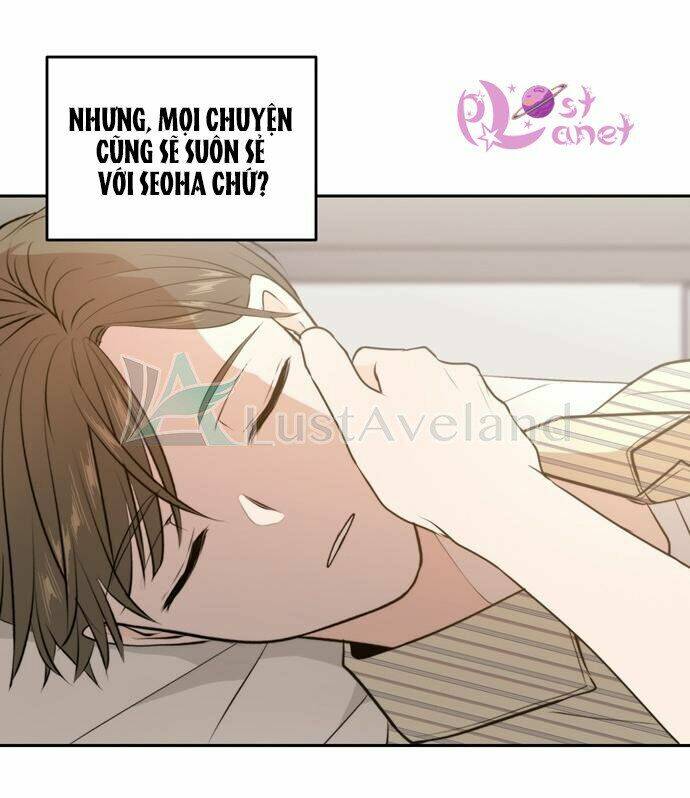 NHƯNG, MỌI CHUYỆN
CŨNG SẼ SUÔN SẺ
VỚI SEOHA CHỨ?
Lost
Planet
LustAveland